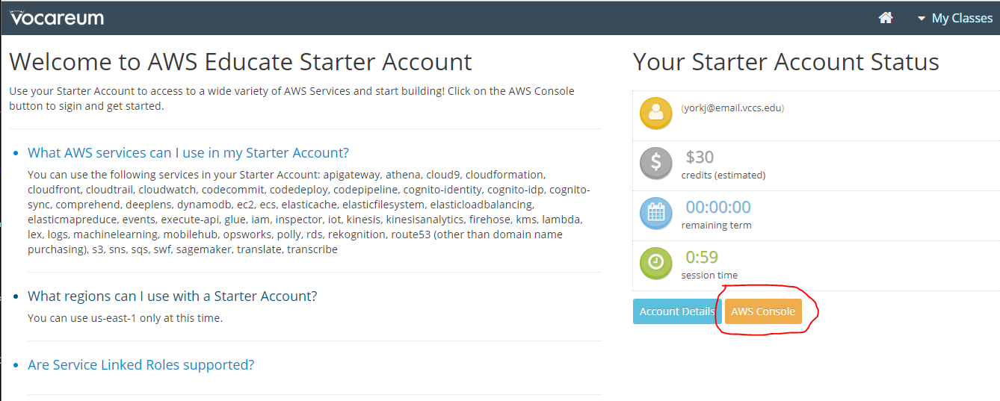 Vocareum
My Classes
Welcome to AWS Educate Starter Account
Use your Starter Account to access to a wide variety of AWS Services and start building! Click on the AWS Console
button to sigin and get started.
What AWS services can I use in my Starter Account?
You can use the following services in your Starter Account: apigateway, athena, cloud9, cloudformation,
cloudfront, cloudtrail, cloudwatch, codecommit, codedeploy, codepipeline, cognito-identity, cognito-idp, cognito-
sync, comprehend, deeplens, dynamodb, ec2, ecs, elasticache, elasticfilesystem, elasticloadbalancing,
elasticmapreduce, events, execute-api, glue, iam, inspector, iot, kinesis, kinesisanalytics, firehose, kms, lambda,
lex, logs, machinelearning, mobilehub, opsworks, polly, rds, rekognition, route53 (other than domain name
purchasing), s3, sns, sqs, swf, sagemaker, translate, transcribe
What regions can I use with a Starter Account?
You can use us-east-1 only at this time.
Are Service Linked Roles supported?
Your Starter Account Status
(yorkj@email.vccs.edu)
$
$30
credits (estimated)
00:00:00
remaining term
0:59
session time
Account Details
AWS Console